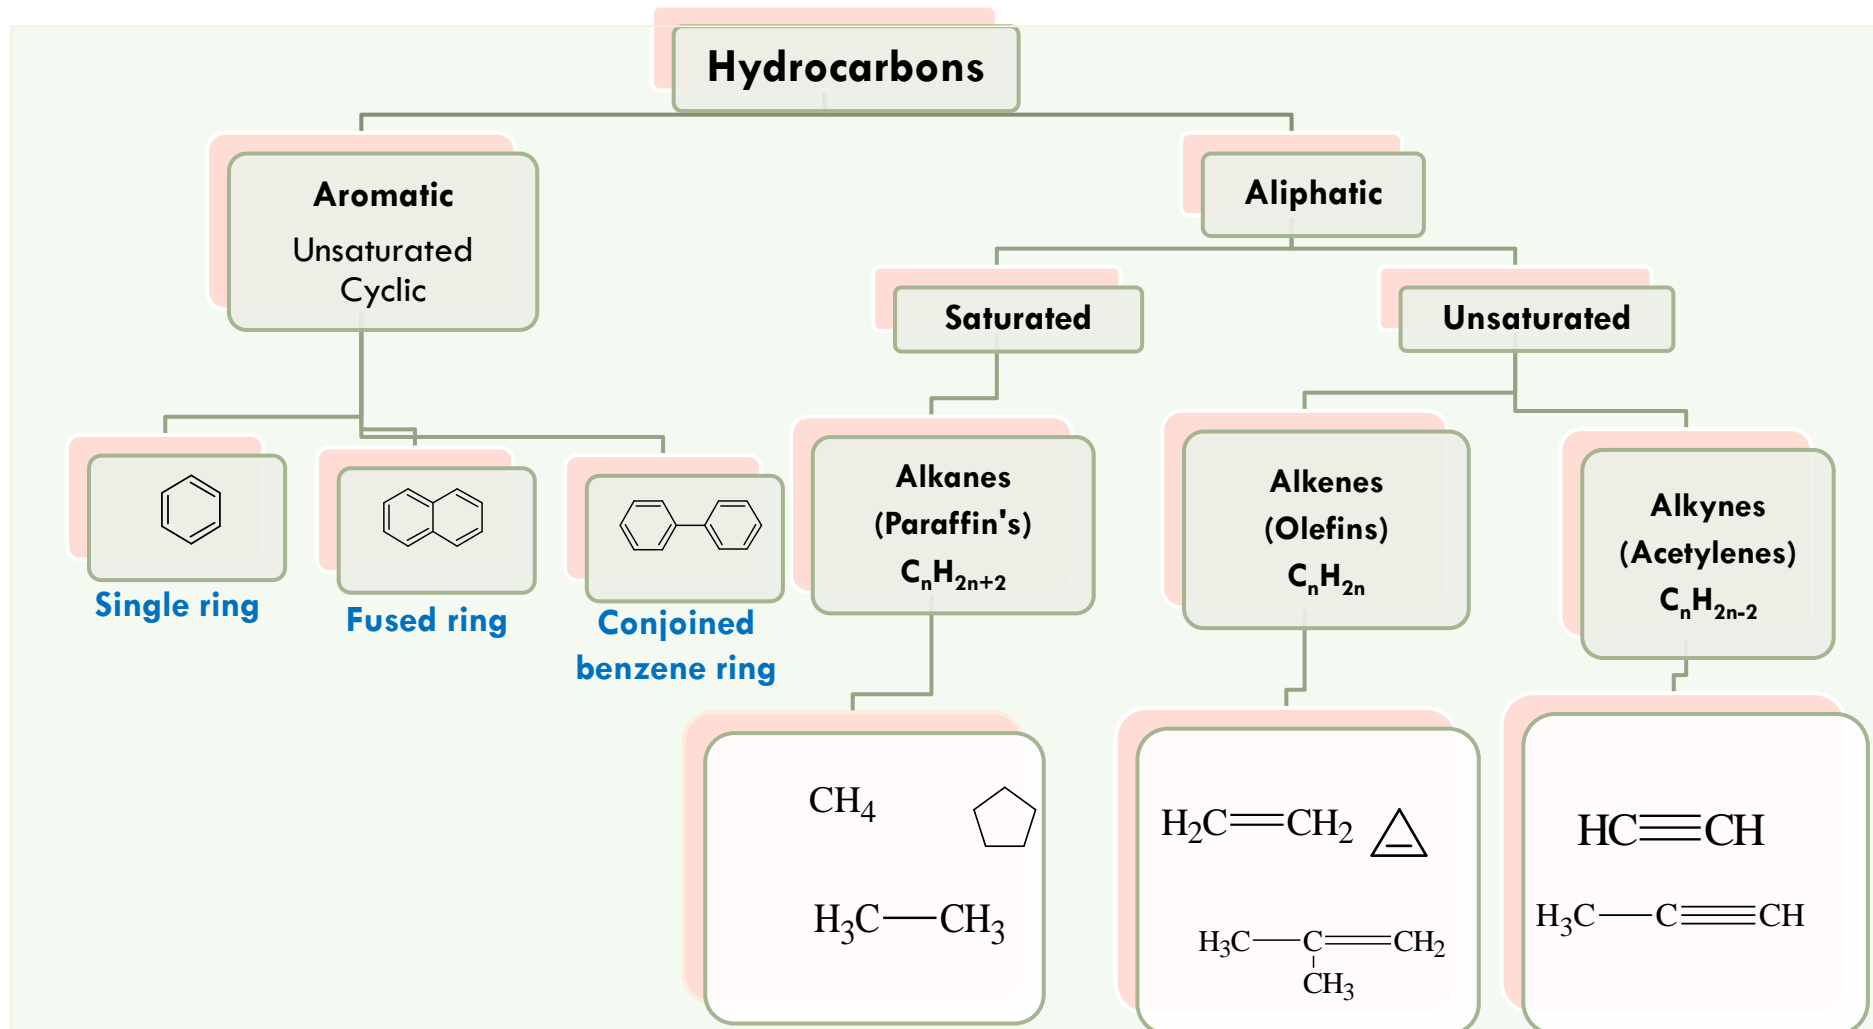 Hydrocarbons
Aromatic
Unsaturated
Cyclic
Aliphatic
Saturated
Unsaturated
Single ring
Fused ring
Conjoined
benzene ring
Alkanes
(Paraffin's)
CₙH₂ₙ₊₂
Alkenes
(Olefins)
CₙH₂ₙ
Alkynes
(Acetylenes)
CₙH₂ₙ₋₂
CH₄
H₃C—CH₃
H₂C=CH₂
H₃C—C=CH₂
CH₃
HC≡CH
H₃C—C≡CH